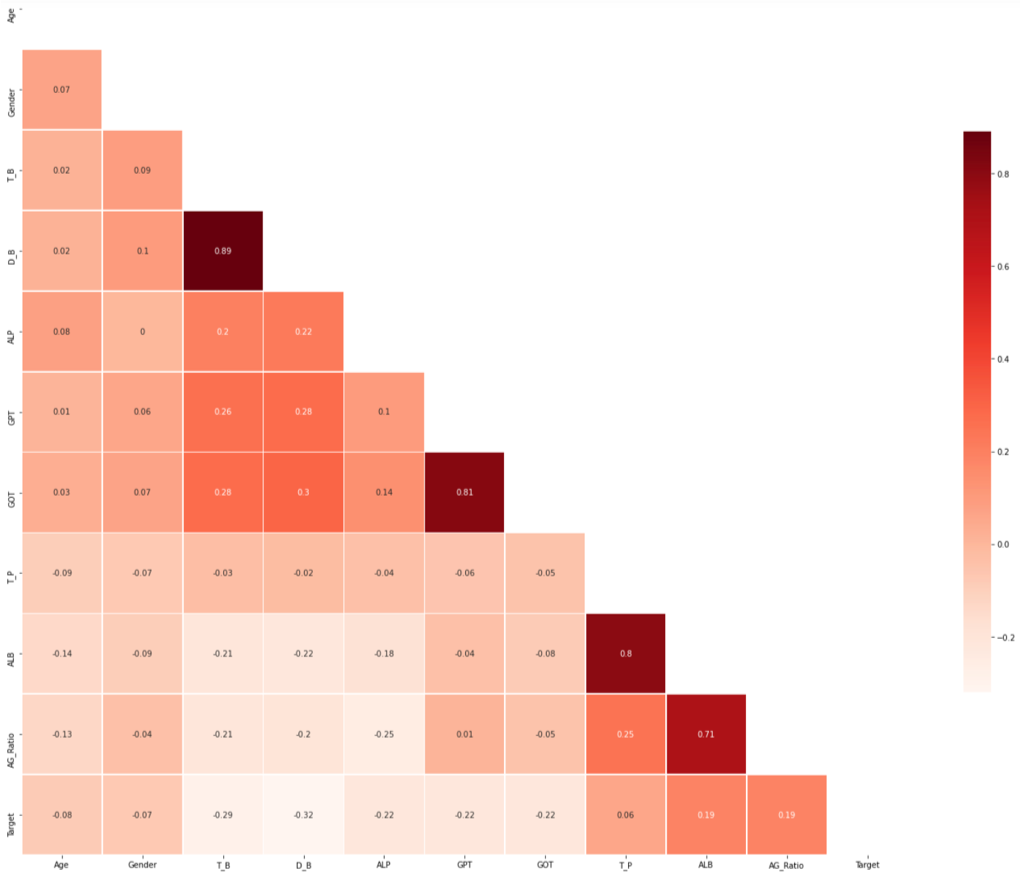 Age
Gender 0.07
T_B 0.02 0.09
D_B 0.02 0.1 0.89
ALP 0.08 0 0.2 0.22
GPT 0.01 0.06 0.26 0.28 0.1
GOT 0.03 0.07 0.28 0.3 0.14 0.81
T_P -0.09 -0.07 -0.03 -0.02 -0.04 -0.06 -0.05
ALB -0.14 -0.09 -0.21 -0.22 -0.18 -0.04 -0.08 0.8
AG_Ratio -0.13 -0.04 -0.21 -0.2 -0.25 0.01 -0.05 0.25 0.71
Target -0.08 -0.07 -0.29 -0.32 -0.22 -0.22 -0.22 0.06 0.19 0.19
Age Gender T_B D_B ALP GPT GOT T_P ALB AG_Ratio Target
0.8
0.6
0.4
0.2
0.0
−0.2